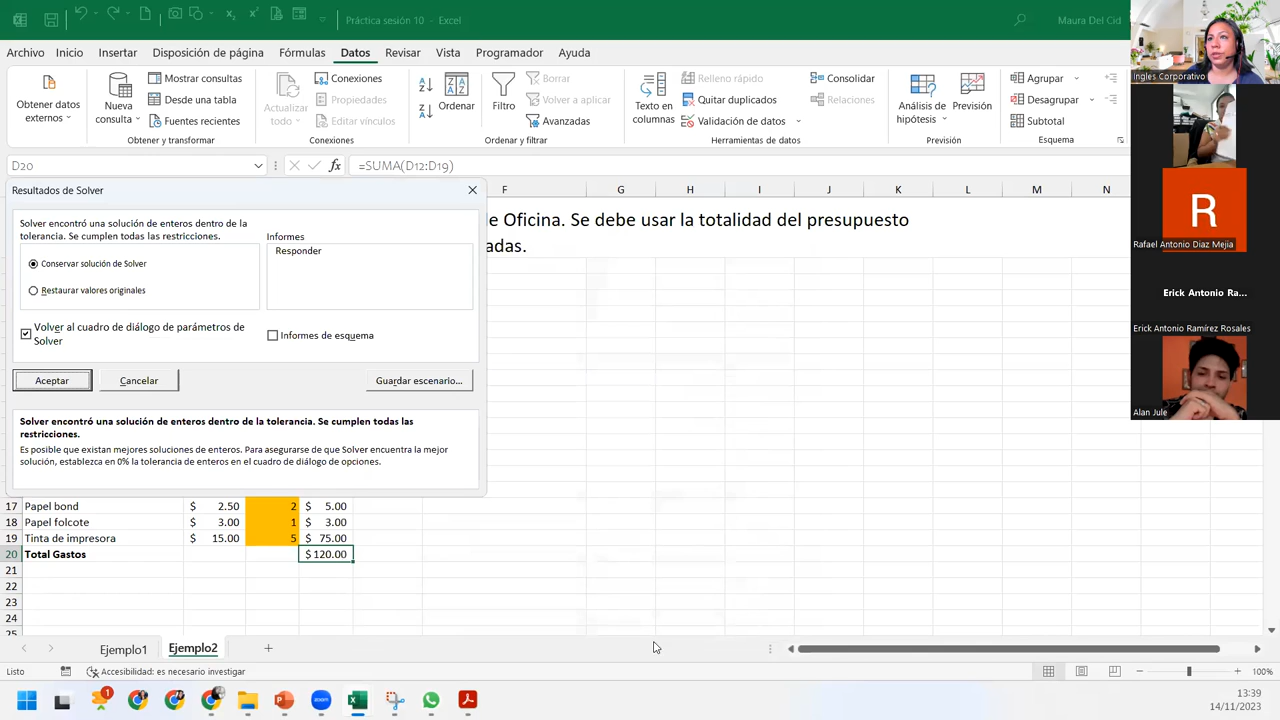 Práctica sesión 10 - Excel
Maura Del Cid
Archivo Inicio Insertar Disposición de página Fórmulas Datos Revisar Vista Programador Ayuda
Obtener datos externos
Nueva consulta
Mostrar consultas
Desde una tabla
Fuentes recientes
Obtener y transformar
Actualizar todo
Conexiones
Propiedades
Editar vínculos
Conexiones
Ordenar
Filtro
Borrar
Volver a aplicar
Avanzadas
Ordenar y filtrar
Texto en columnas
Relleno rápido
Quitar duplicados
Validación de datos
Consolidar
Relaciones
Herramientas de datos
Análisis de hipótesis
Previsión
Previsión
Agrupar
Desagrupar
Subtotal
Esquema
D20
fx =SUMA(D12:D19)
F G H I J K L M N
e Oficina. Se debe usar la totalidad del presupuesto
adas.
Resultados de Solver
Solver encontró una solución de enteros dentro de la
tolerancia. Se cumplen todas las restricciones.
Conservar solución de Solver
Restaurar valores originales
Informes
Responder
Volver al cuadro de diálogo de parámetros de
Solver
Informes de esquema
Aceptar
Cancelar
Guardar escenario...
Solver encontró una solución de enteros dentro de la tolerancia. Se cumplen todas las
restricciones.
Es posible que existan mejores soluciones de enteros. Para asegurarse de que Solver encuentra la mejor
solución, establezca en 0% la tolerancia de enteros en el cuadro de diálogo de opciones.
17 Papel bond $ 2.50 2 $ 5.00
18 Papel folcote $ 3.00 1 $ 3.00
19 Tinta de impresora $ 15.00 5 $ 75.00
20 Total Gastos $ 120.00
21
22
23
24
25
Ejemplo1 Ejemplo2
Listo
Accesibilidad: es necesario investigar
100%
1
zoom
13:39
14/11/2023
Ingles Corporativo
R
Rafael Antonio Diaz Mejia
Erick Antonio Ra...
Erick Antonio Ramírez Rosales
Alan Jule